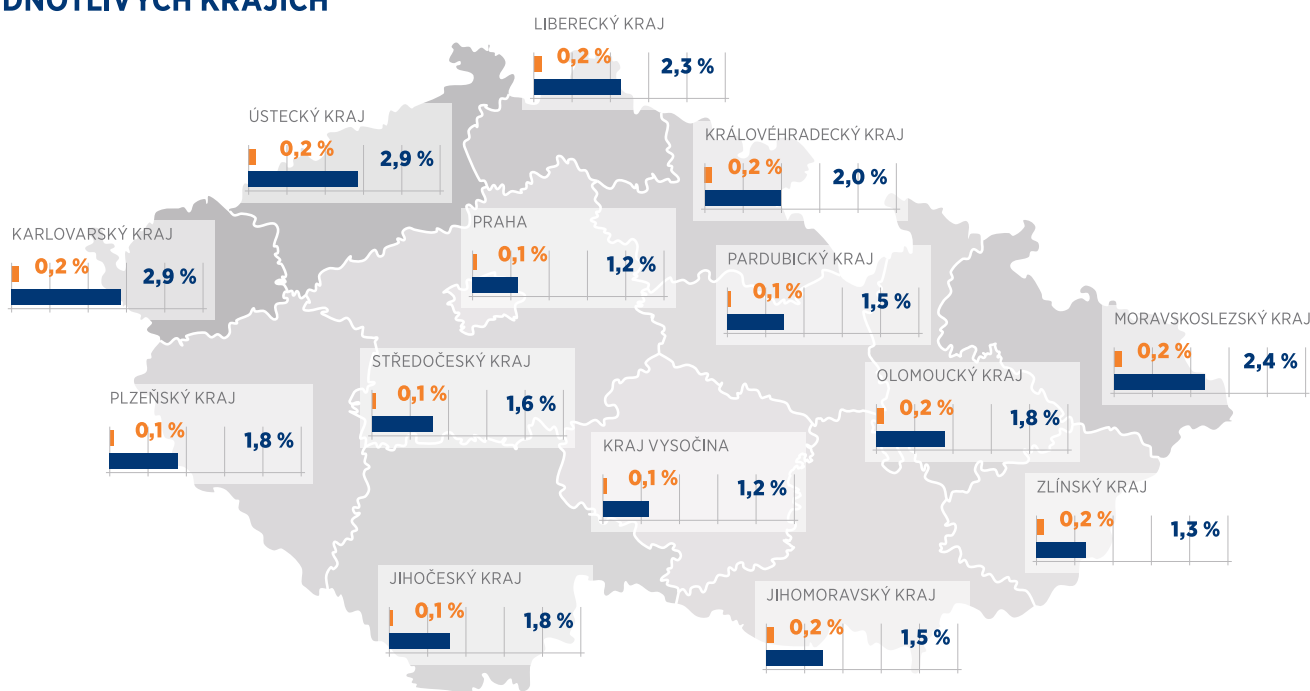 DNOTLIVÝCH KRAJÍCH
LIBERECKÝ KRAJ
0,2 %
2,3 %
ÚSTECKÝ KRAJ
0,2 %
2,9 %
KRÁLOVÉHRADECKÝ KRAJ
0,2 %
2,0 %
KARLOVARSKÝ KRAJ
0,2 %
2,9 %
PRAHA
0,1 %
1,2 %
PARDUBICKÝ KRAJ
0,1 %
1,5 %
MORAVSKOSLEZSKÝ KRAJ
0,2 %
2,4 %
STŘEDOČESKÝ KRAJ
0,1 %
1,6 %
OLOMOUCKÝ KRAJ
0,2 %
1,8 %
PLZEŇSKÝ KRAJ
0,1 %
1,8 %
KRAJ VYSOČINA
0,1 %
1,2 %
ZLÍNSKÝ KRAJ
0,2 %
1,3 %
JIHOČESKÝ KRAJ
0,1 %
1,8 %
JIHOMORAVSKÝ KRAJ
0,2 %
1,5 %